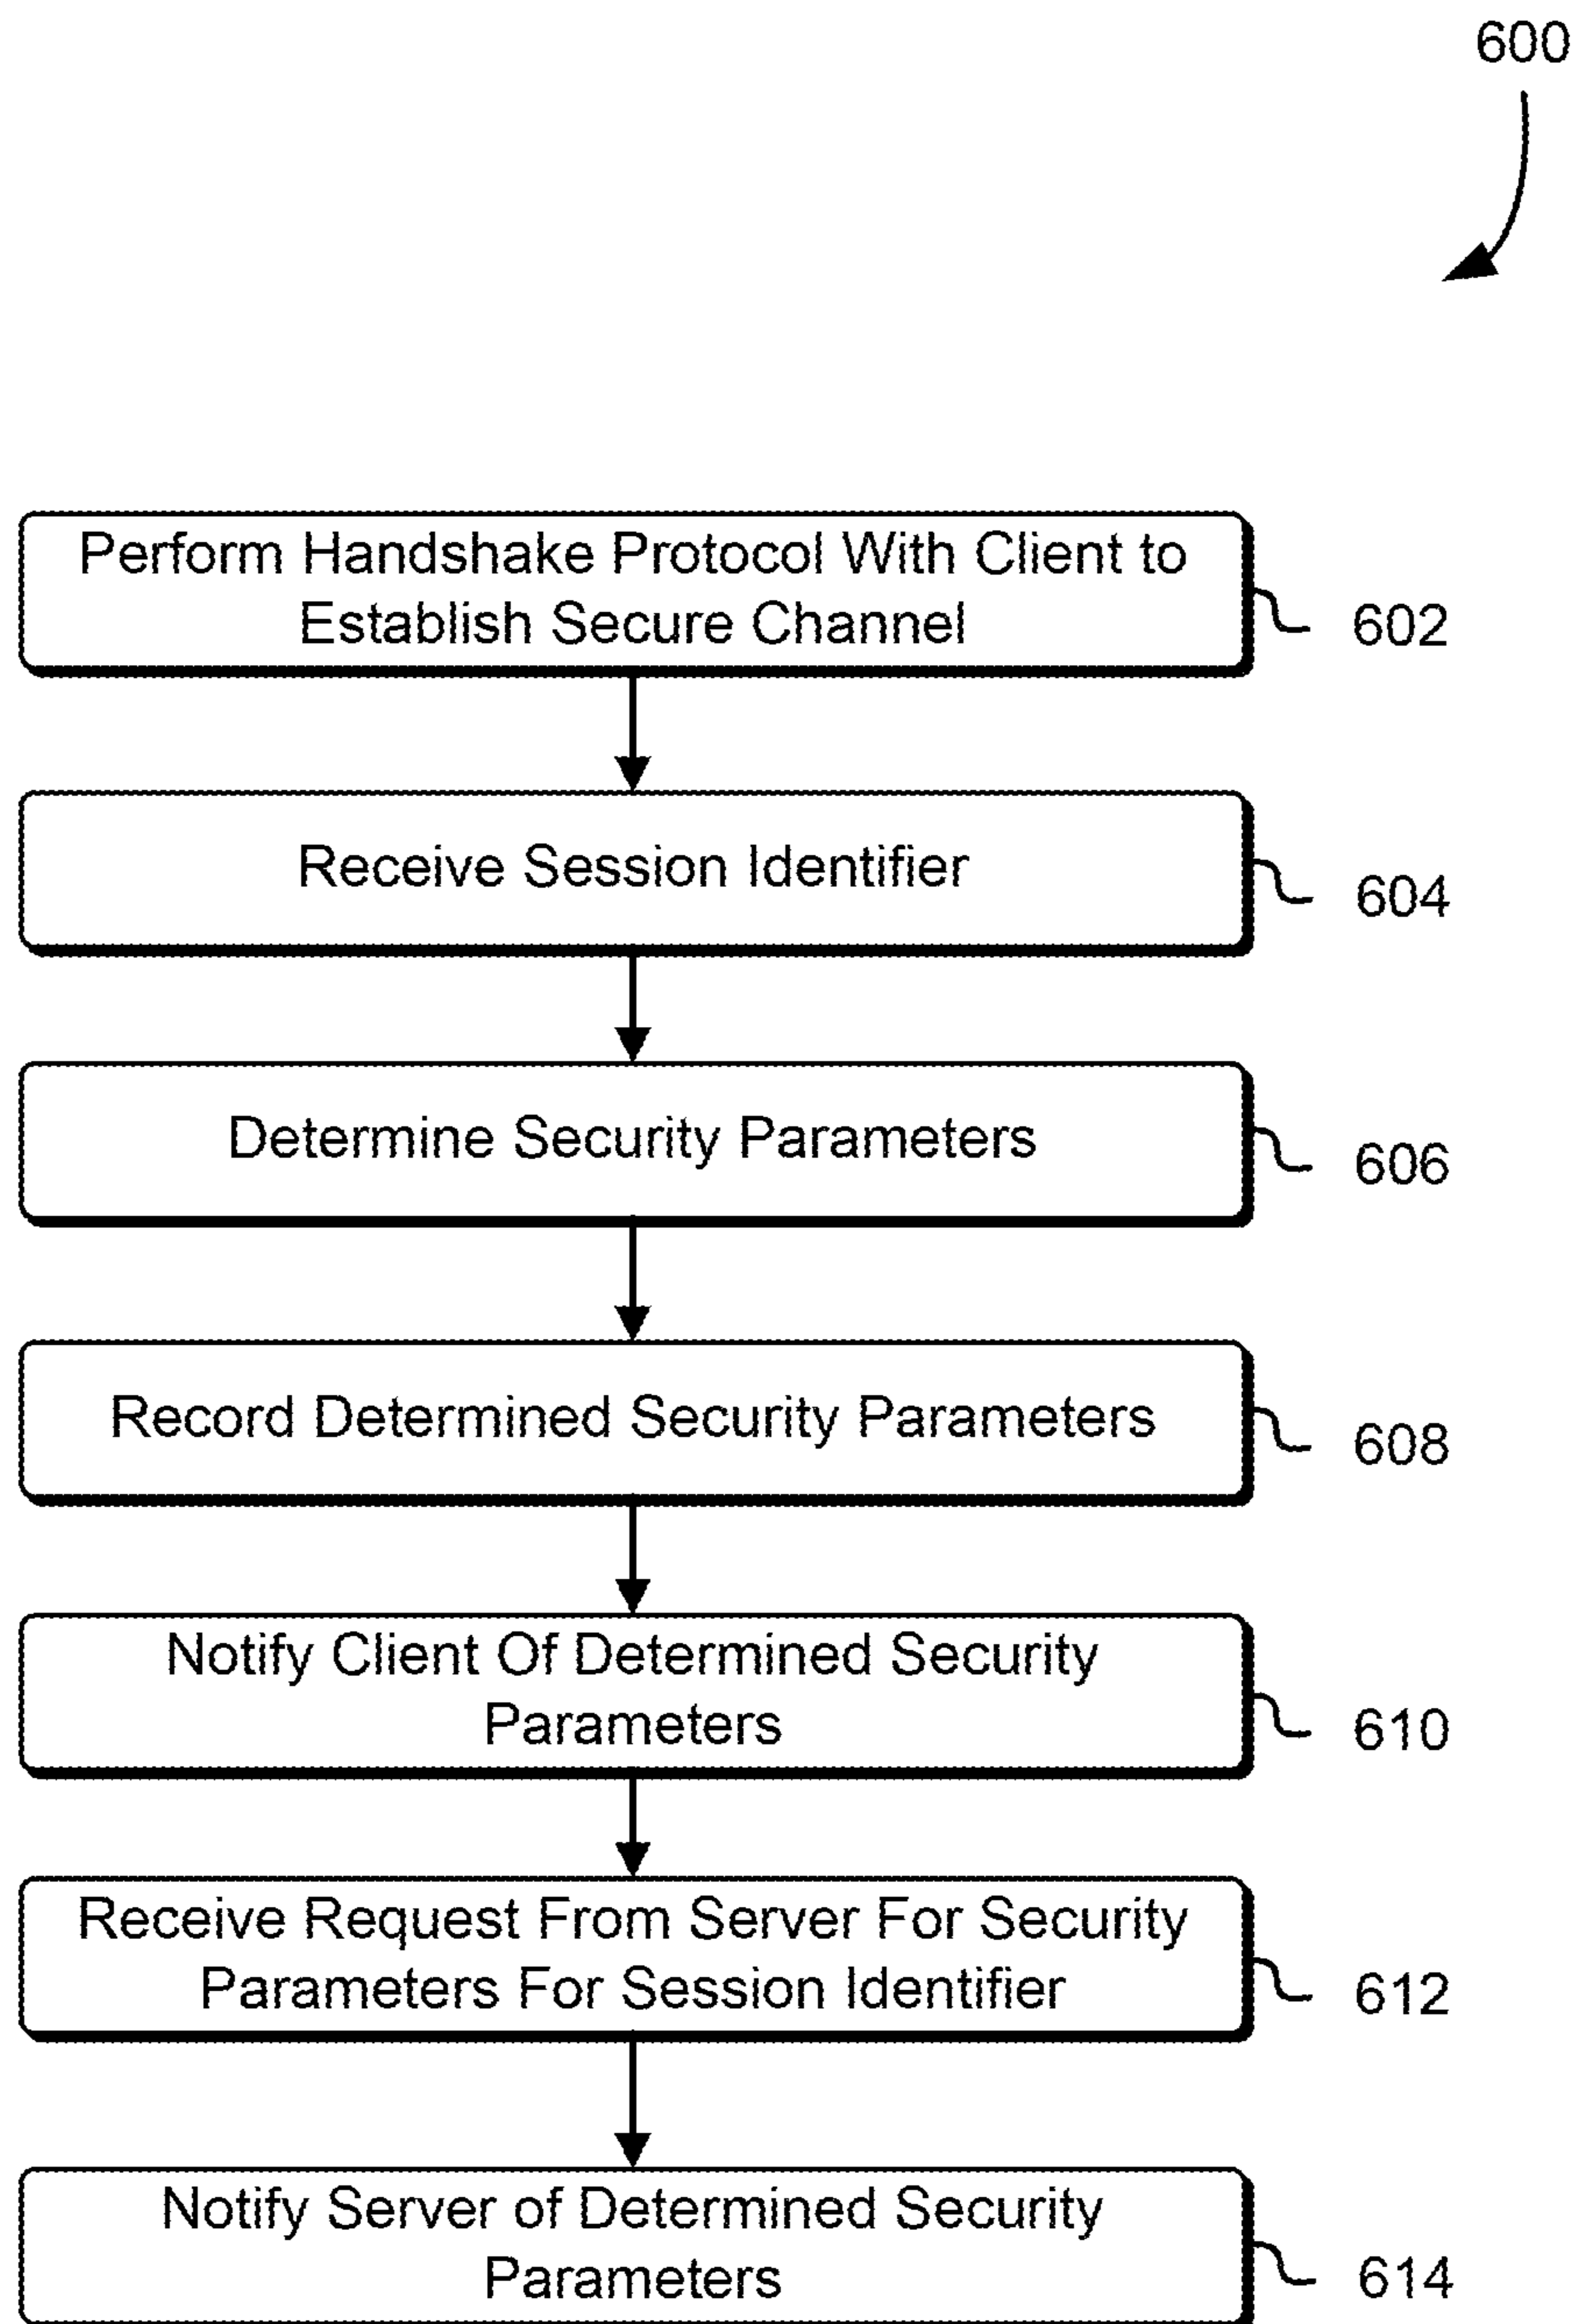 600
Perform Handshake Protocol With Client to
Establish Secure Channel
602
Receive Session Identifier
604
Determine Security Parameters
606
Record Determined Security Parameters
608
Notify Client Of Determined Security
Parameters
610
Receive Request From Server For Security
Parameters For Session Identifier
612
Notify Server of Determined Security
Parameters
614